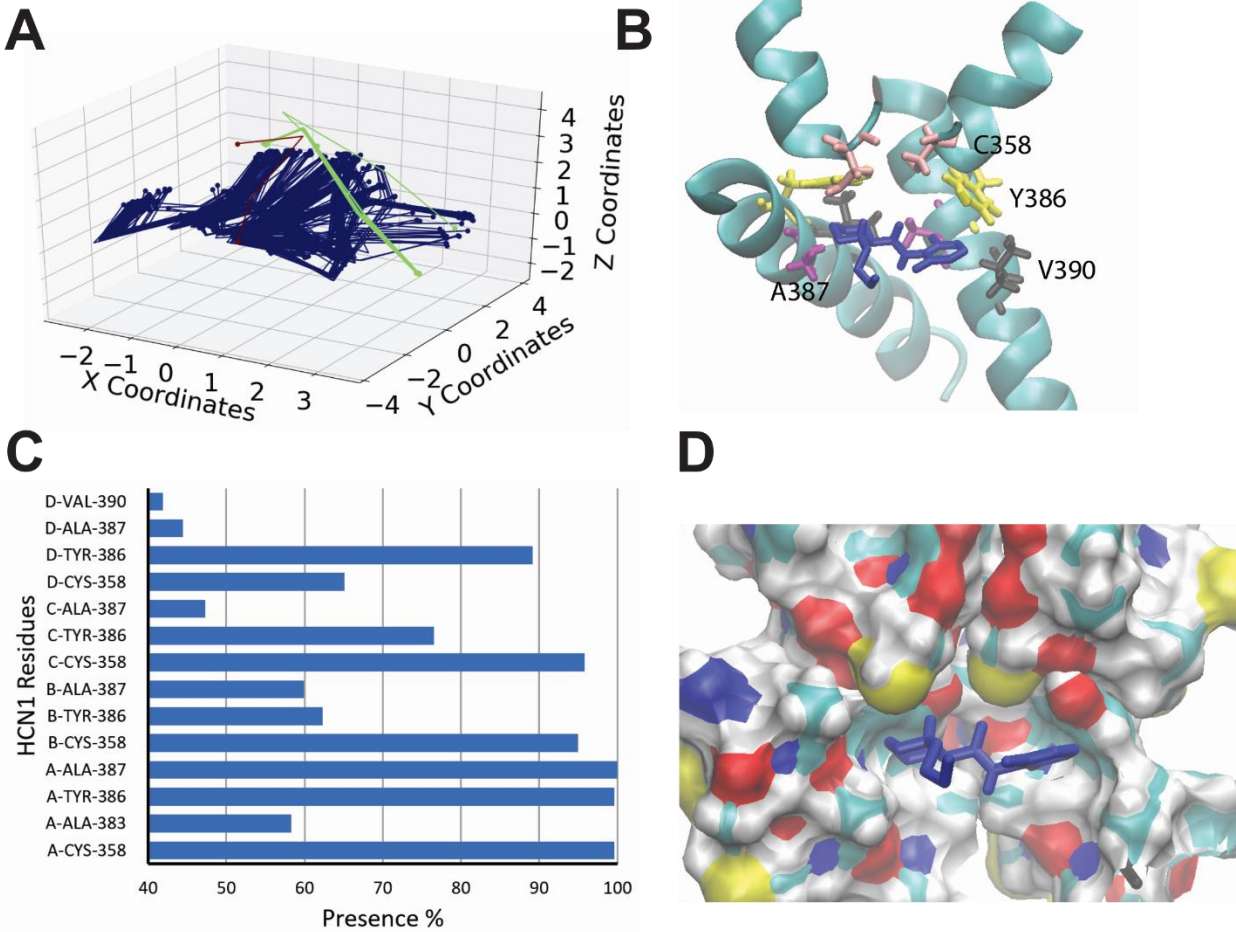 A
4
3
2
1
0
−1
−2
Z Coordinates
−2 −1 0 1 2 3
X Coordinates
−4 −2 0 2 4
Y Coordinates
B
C358
Y386
V390
A387
C
HCN1 Residues
D-VAL-390
D-ALA-387
D-TYR-386
D-CYS-358
C-ALA-387
C-TYR-386
C-CYS-358
B-ALA-387
B-TYR-386
B-CYS-358
A-ALA-387
A-TYR-386
A-ALA-383
A-CYS-358
40 50 60 70 80 90 100
Presence %
D